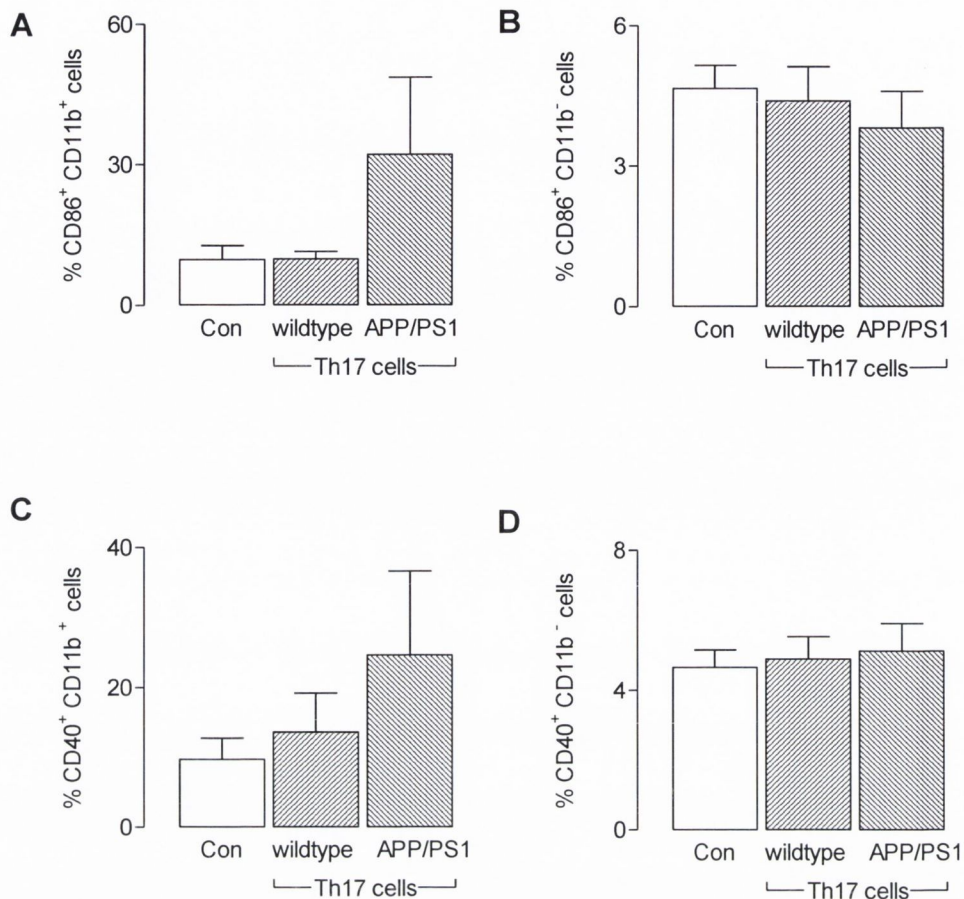 A
% CD86+ CD11b+ cells
60
30
0
Con wildtype APP/PS1
Th17 cells
B
% CD86+ CD11b- cells
6
3
0
Con wildtype APP/PS1
Th17 cells
C
% CD40+ CD11b + cells
40
20
0
Con wildtype APP/PS1
Th17 cells
D
% CD40+ CD11b - cells
8
4
0
Con wildtype APP/PS1
Th17 cells